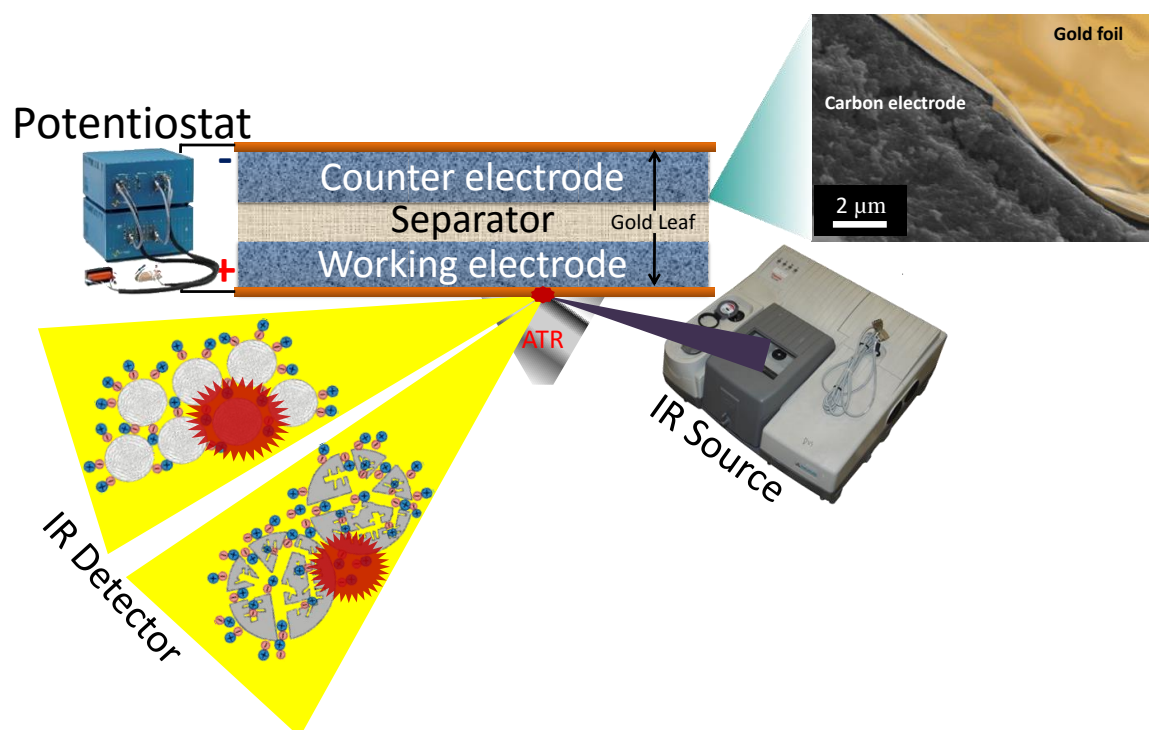 Gold foil
Carbon electrode
2 μm
Potentiostat
-
Counter electrode
Separator
Gold Leaf
+
Working electrode
ATR
IR Source
IR Detector